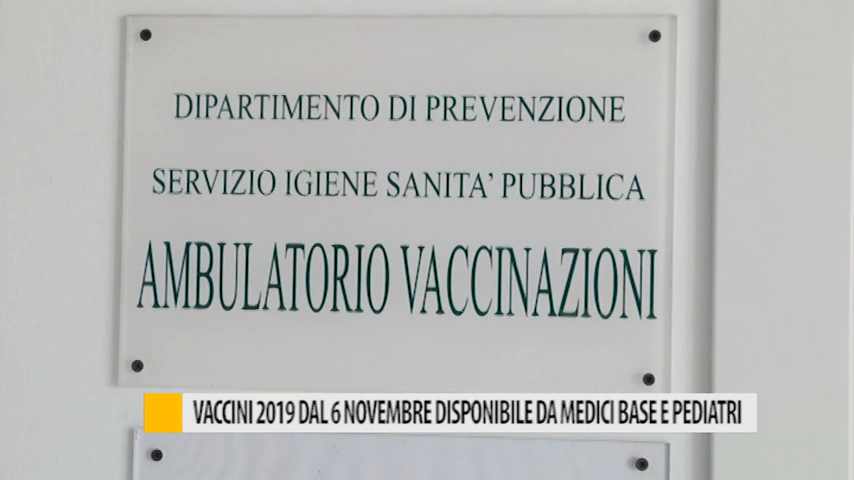 DIPARTIMENTO DI PREVENZIONE
SERVIZIO IGIENE SANITA' PUBBLICA
AMBULATORIO VACCINAZIONI
VACCINI 2019 DAL 6 NOVEMBRE DISPONIBILE DA MEDICI BASE E PEDIATRI